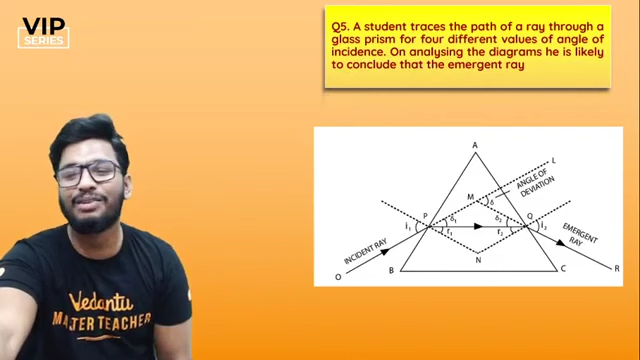 VIP
SERIES
Q5. A student traces the path of a ray through a
glass prism for four different values of angle of
incidence. On analysing the diagrams he is likely
to conclude that the emergent ray
A
L
M
δ
ANGLE OF
DEVIATION
P
Q
i₁
δ₁
δ₂
i₂
r₁
r₂
INCIDENT RAY
EMERGENT
RAY
N
O
B
C
R
Vedantu
MASTER TEACHER